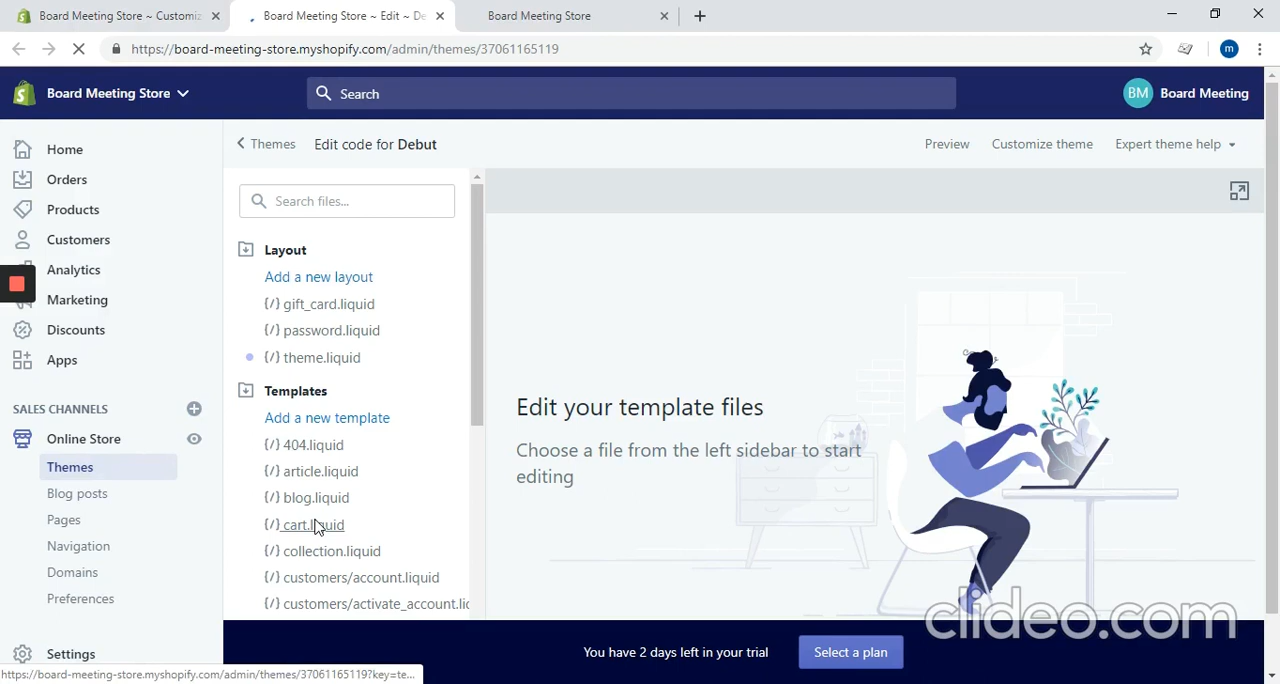 Board Meeting Store ~ Customiz
Board Meeting Store ~ Edit ~ De
Board Meeting Store
https://board-meeting-store.myshopify.com/admin/themes/37061165119
m
Board Meeting Store
Search
BM
Board Meeting
Home
Orders
Products
Customers
Analytics
Marketing
Discounts
Apps
SALES CHANNELS
Online Store
Themes
Blog posts
Pages
Navigation
Domains
Preferences
Settings
Themes
Edit code for Debut
Preview
Customize theme
Expert theme help
Search files...
Layout
Add a new layout
{/} gift_card.liquid
{/} password.liquid
{/} theme.liquid
Templates
Add a new template
{/} 404.liquid
{/} article.liquid
{/} blog.liquid
{/} cart.liquid
{/} collection.liquid
{/} customers/account.liquid
{/} customers/activate_account.lic
Edit your template files
Choose a file from the left sidebar to start
editing
clideo.com
You have 2 days left in your trial
Select a plan
https://board-meeting-store.myshopify.com/admin/themes/37061165119?key=te...